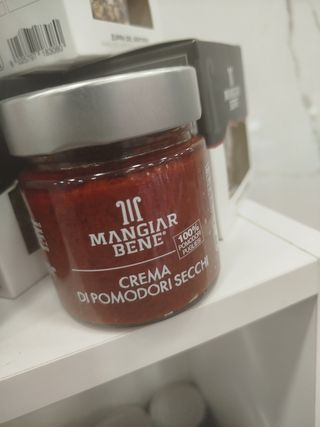 MANGIAR
BENE®
100%
POMODORI
PUGLIESI
CREMA
DI POMODORI SECCHI